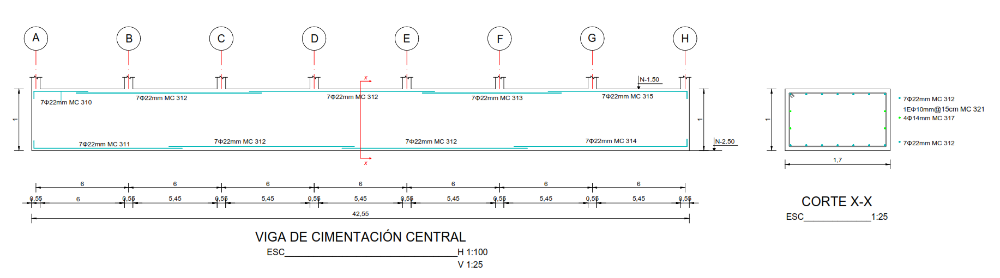 A B C D E F G H
x
N-1.50
7Φ22mm MC 310
7Φ22mm MC 312
7Φ22mm MC 312
7Φ22mm MC 313
7Φ22mm MC 315
1
1
7Φ22mm MC 311
7Φ22mm MC 312
7Φ22mm MC 312
7Φ22mm MC 314
N-2.50
x
6 6 6 6 6 6 6
0,55 6 0,55 5,45 0,55 5,45 0,55 5,45 0,55 5,45 0,55 5,45 0,55 5,45 0,55
42,55
VIGA DE CIMENTACIÓN CENTRAL
ESC H 1:100
V 1:25
1
7Φ22mm MC 312
1EΦ10mm@15cm MC 321
4Φ14mm MC 317
7Φ22mm MC 312
1,7
CORTE X-X
ESC 1:25